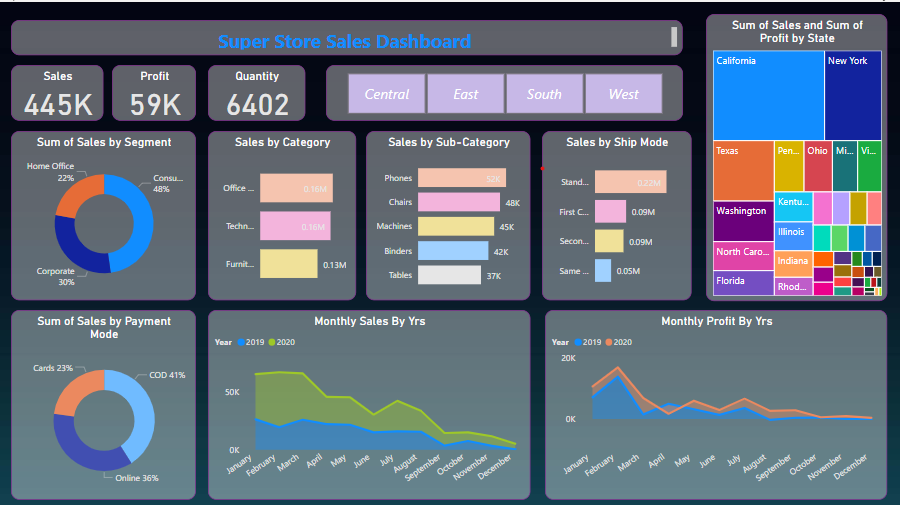 Super Store Sales Dashboard
Sales
445K
Profit
59K
Quantity
6402
Central
East
South
West
Sum of Sales and Sum of
Profit by State
California
New York
Texas
Pen...
Ohio
Mi...
Vi...
Washington
Kentu...
Illinois
North Caro...
Indiana
Florida
Rhod...
Sum of Sales by Segment
Home Office
22%
Consu...
48%
Corporate
30%
Sales by Category
Office ...
0.16M
Techn...
0.16M
Furnit...
0.13M
Sales by Sub-Category
Phones
52K
Chairs
48K
Machines
45K
Binders
42K
Tables
37K
Sales by Ship Mode
Stand...
0.22M
First C...
0.09M
Secon...
0.09M
Same ...
0.05M
Sum of Sales by Payment
Mode
Cards 23%
COD 41%
Online 36%
Monthly Sales By Yrs
Year 2019 2020
50K
0K
January
February
March
April
May
June
July
August
September
October
November
December
Monthly Profit By Yrs
Year 2019 2020
20K
0K
January
February
March
April
May
June
July
August
September
October
November
December